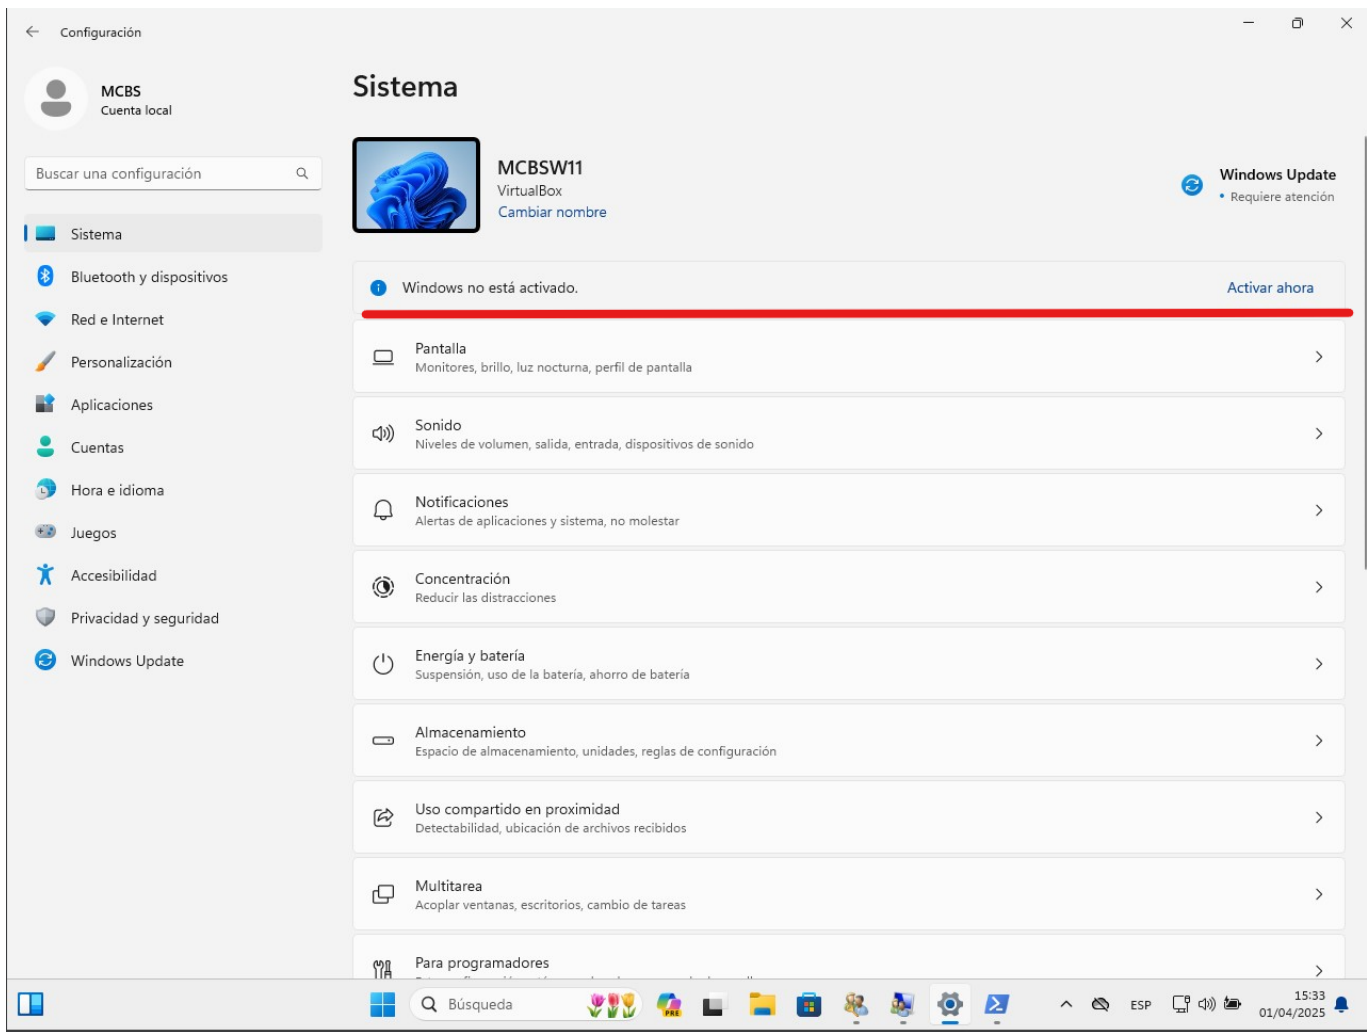 Configuración
MCBS
Cuenta local
Buscar una configuración
Sistema
Bluetooth y dispositivos
Red e Internet
Personalización
Aplicaciones
Cuentas
Hora e idioma
Juegos
Accesibilidad
Privacidad y seguridad
Windows Update
Sistema
MCBSW11
VirtualBox
Cambiar nombre
Windows Update
• Requiere atención
Windows no está activado.
Activar ahora
Pantalla
Monitores, brillo, luz nocturna, perfil de pantalla
Sonido
Niveles de volumen, salida, entrada, dispositivos de sonido
Notificaciones
Alertas de aplicaciones y sistema, no molestar
Concentración
Reducir las distracciones
Energía y batería
Suspensión, uso de la batería, ahorro de batería
Almacenamiento
Espacio de almacenamiento, unidades, reglas de configuración
Uso compartido en proximidad
Detectabilidad, ubicación de archivos recibidos
Multitarea
Acoplar ventanas, escritorios, cambio de tareas
Para programadores
Búsqueda
PRE
ESP
15:33
01/04/2025